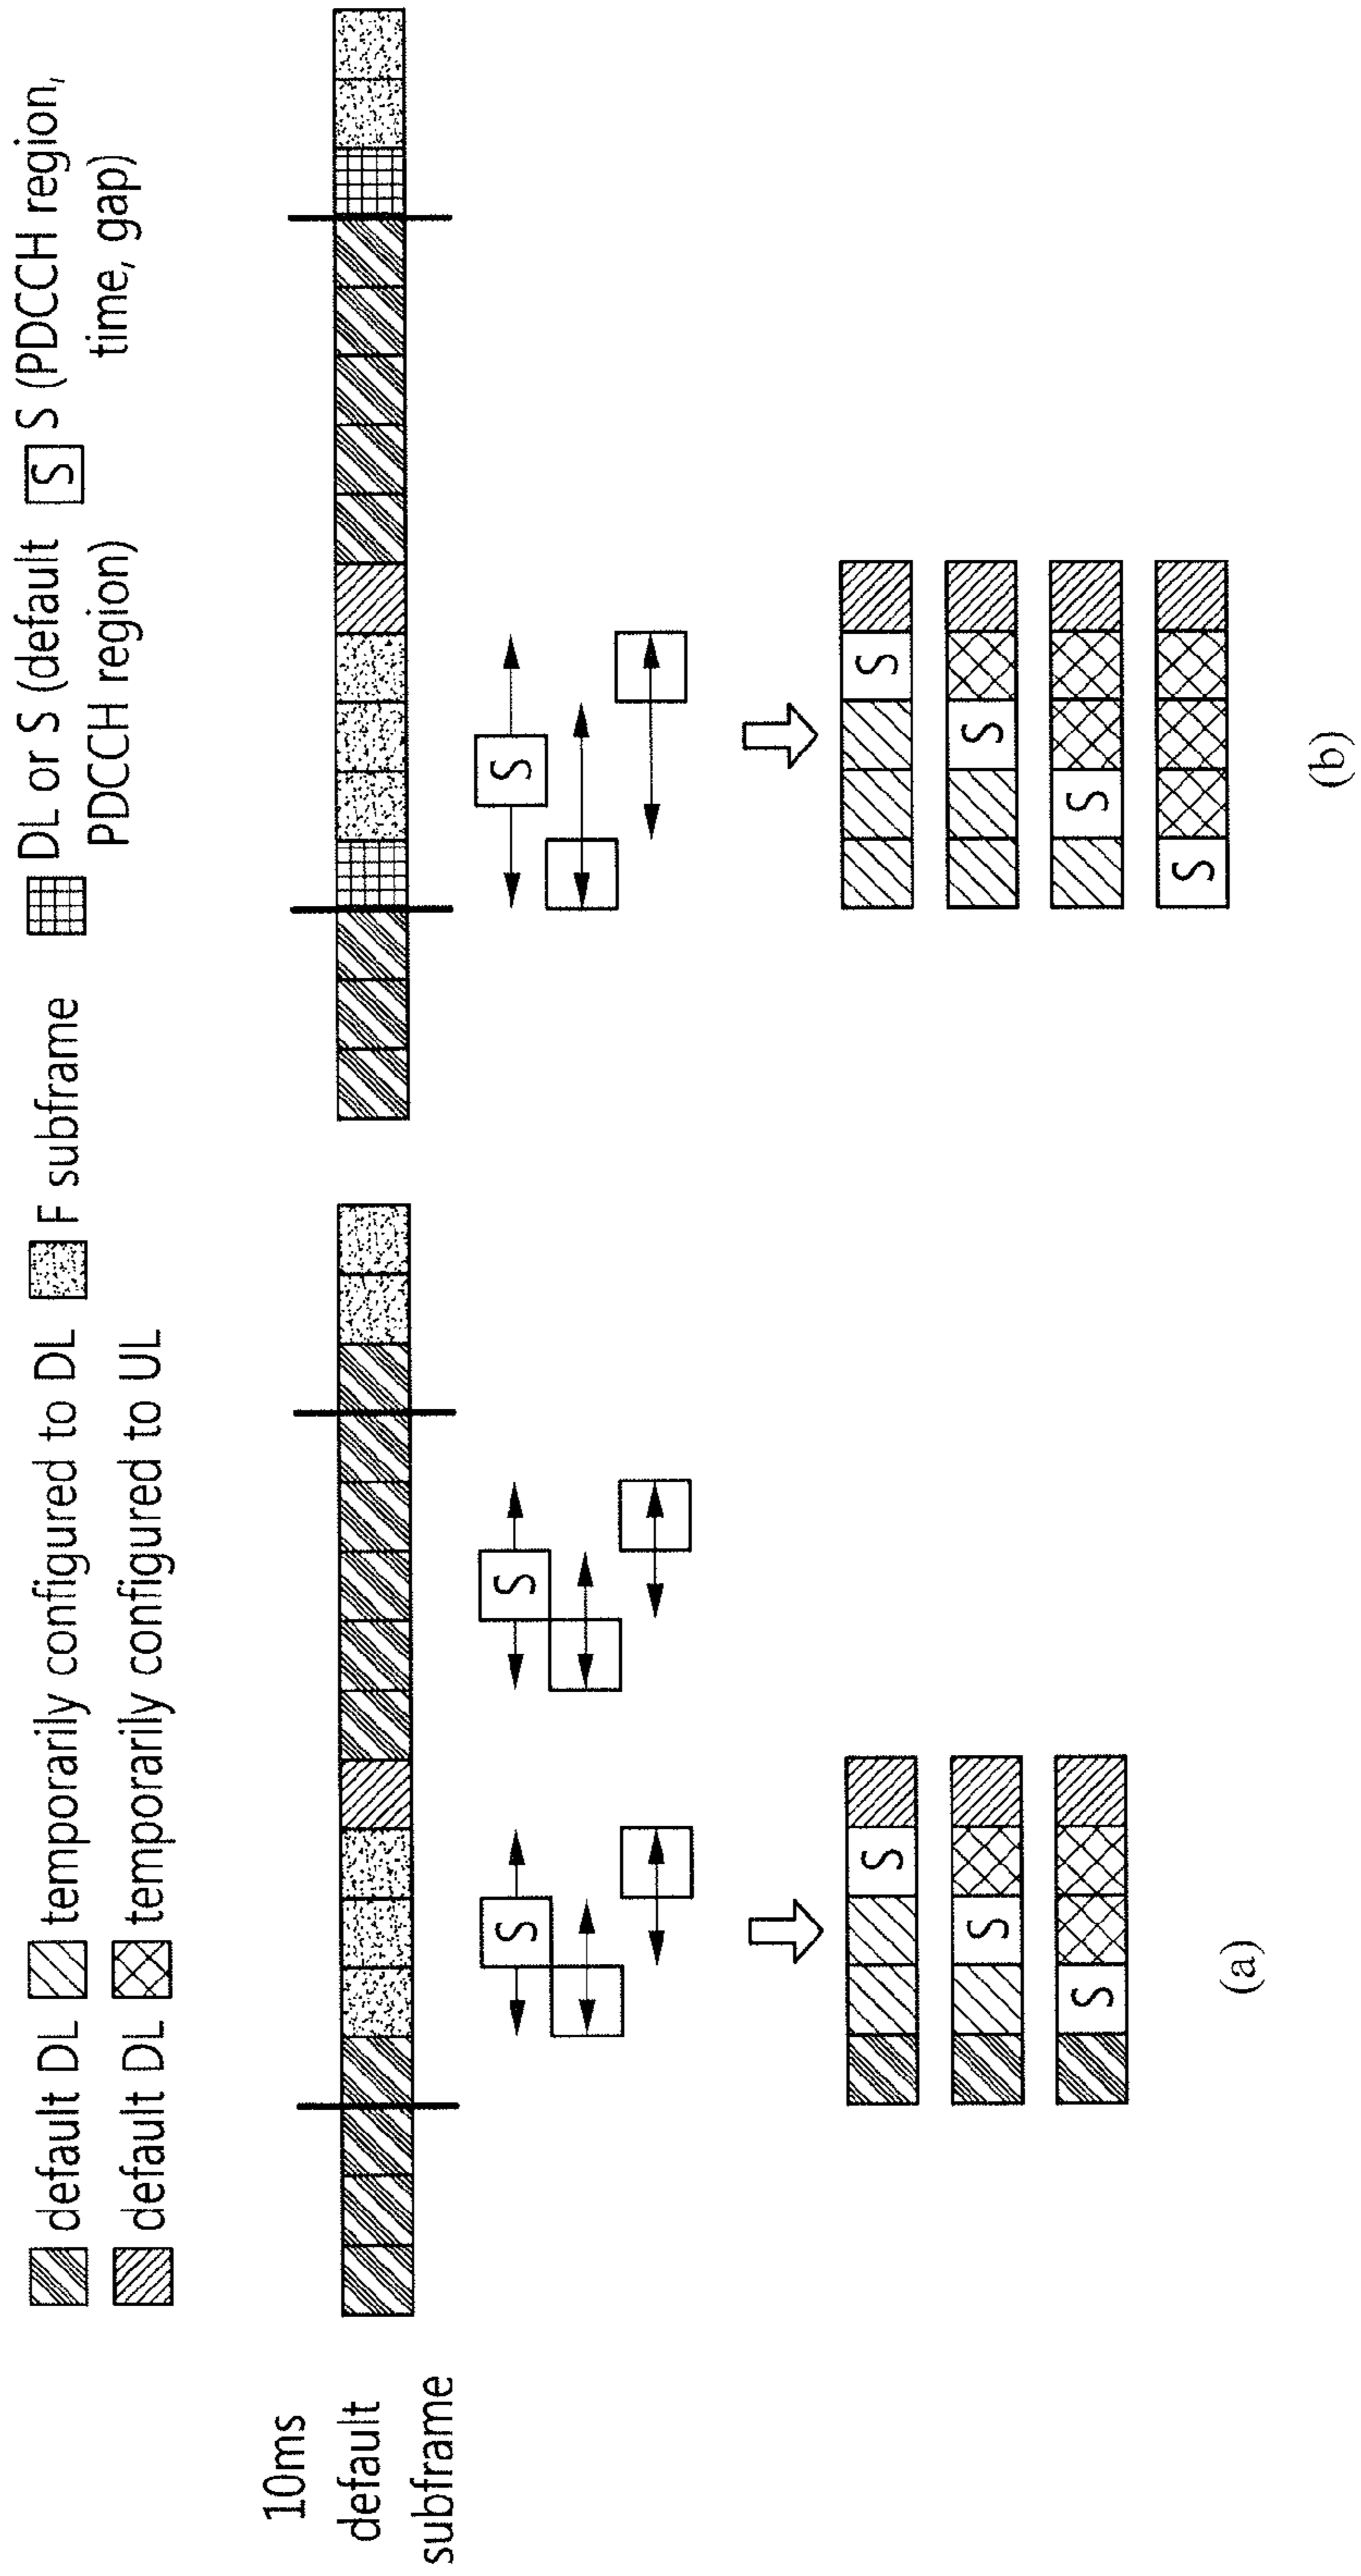 default DL temporarily configured to DL F subframe DL or S (default S S (PDCCH region,
PDCCH region) time, gap)
default DL temporarily configured to UL
10ms
default
subframe
S S S
S S
S S
S S
S
(a) (b)